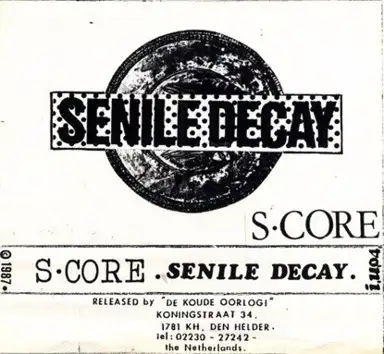 SENILE DECAY
S·CORE
© 1987.
S·CORE . SENILE DECAY.
RELEASED by "DE KOUDE OORLOG!"
KONINGSTRAAT 34.
1781 KH, DEN HELDER.
tel: 02230 - 27242 -
the Netherlands.